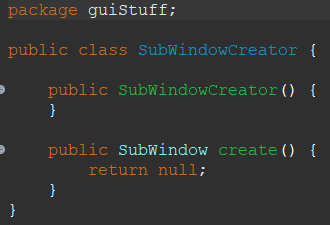 package guiStuff;
public class SubWindowCreator {
public SubWindowCreator() {
}
public SubWindow create() {
return null;
}
}